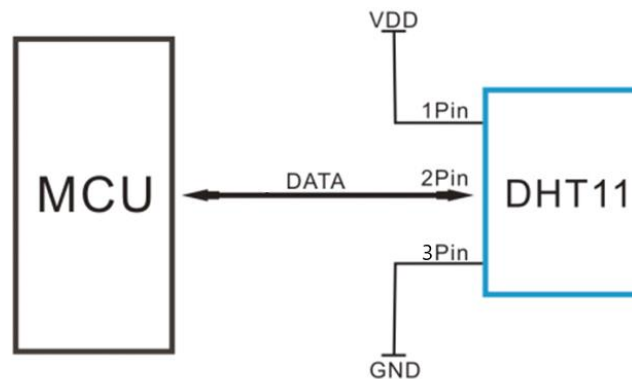 VDD
1Pin
MCU
DATA
2Pin
DHT11
3Pin
GND